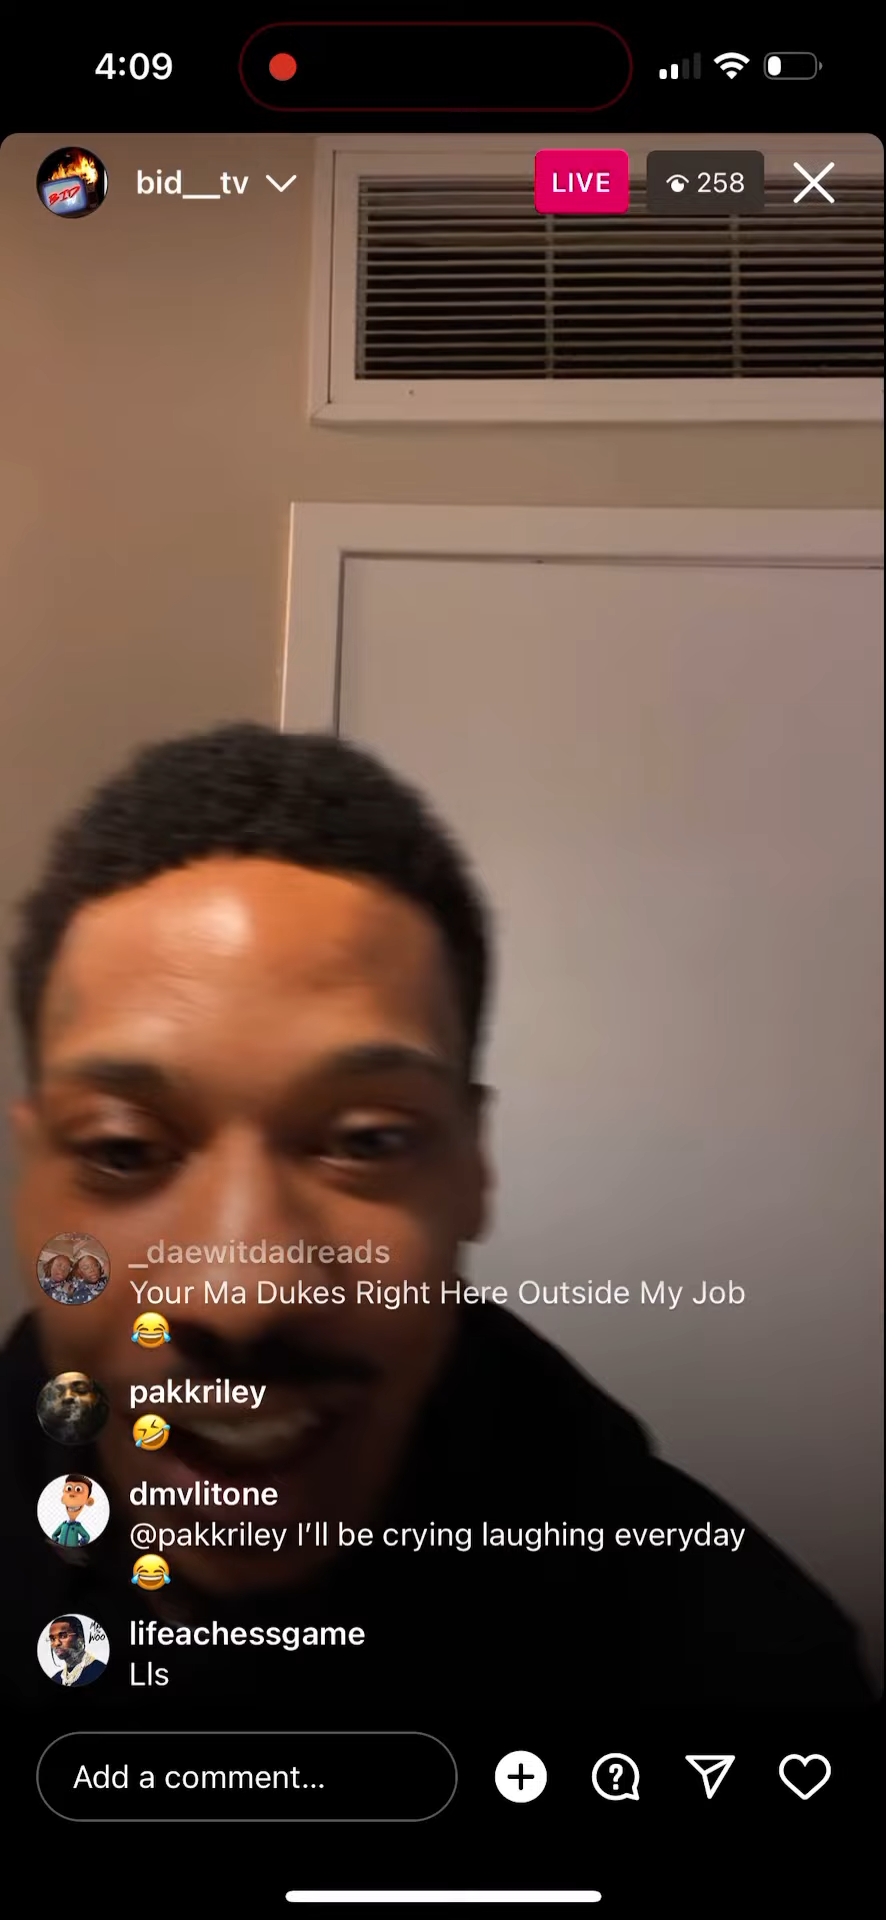 4:09
bid__tv
LIVE
258
BID
_daewitdadreads
Your Ma Dukes Right Here Outside My Job
😂
pakkriley
🤣
dmvlitone
@pakkriley I’ll be crying laughing everyday
😂
lifeachessgame
Lls
Add a comment...